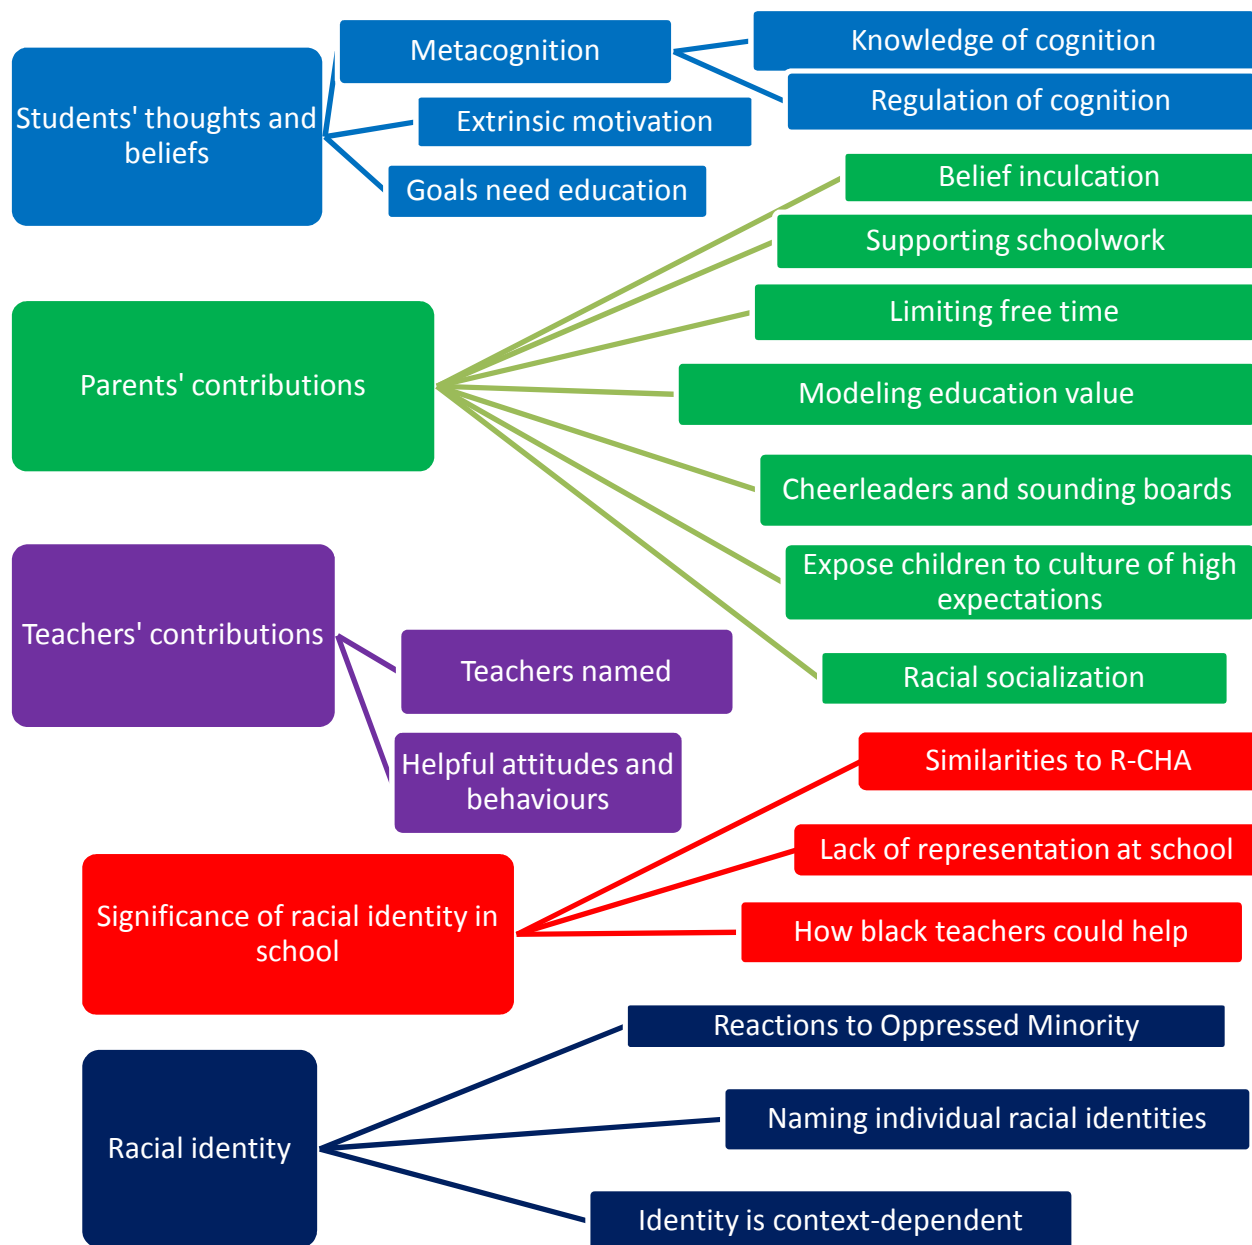 Students' thoughts and
beliefs
Metacognition
Knowledge of cognition
Regulation of cognition
Extrinsic motivation
Goals need education
Parents' contributions
Belief inculcation
Supporting schoolwork
Limiting free time
Modeling education value
Cheerleaders and sounding boards
Expose children to culture of high
expectations
Racial socialization
Teachers' contributions
Teachers named
Helpful attitudes and
behaviours
Significance of racial identity in
school
Similarities to R-CHA
Lack of representation at school
How black teachers could help
Racial identity
Reactions to Oppressed Minority
Naming individual racial identities
Identity is context-dependent